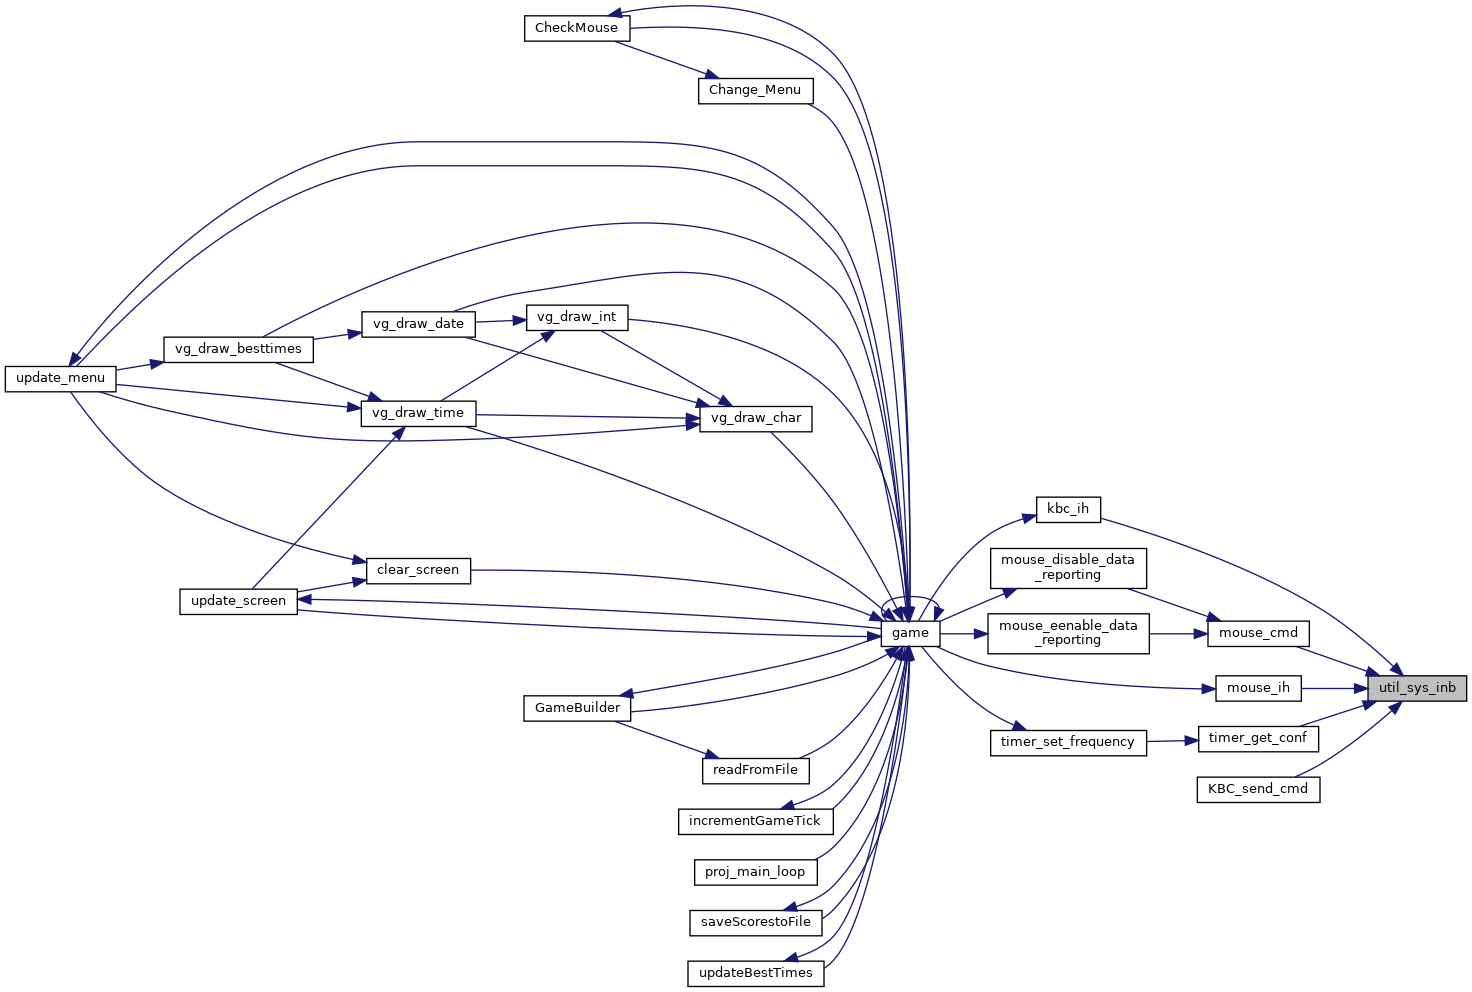 CheckMouse
Change_Menu
vg_draw_int
vg_draw_date
vg_draw_besttimes
update_menu
vg_draw_time
vg_draw_char
kbc_ih
mouse_disable_data
_reporting
clear_screen
update_screen
game
mouse_eenable_data
_reporting
mouse_cmd
mouse_ih
util_sys_inb
GameBuilder
timer_set_frequency
timer_get_conf
readFromFile
KBC_send_cmd
incrementGameTick
proj_main_loop
saveScorestoFile
updateBestTimes